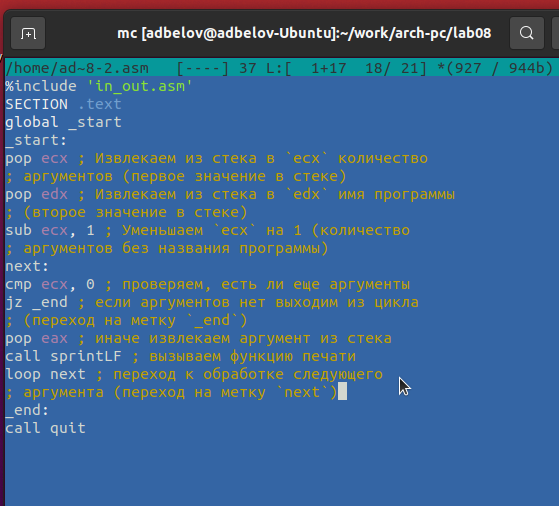 mc [adbelov@adbelov-Ubuntu]:~/work/arch-pc/lab08
/home/ad~8-2.asm   [----] 37 L:[  1+17  18/ 21] *(927 / 944b)
%include 'in_out.asm'
SECTION .text
global _start
_start:
pop ecx ; Извлекаем из стека в `ecx` количество
; аргументов (первое значение в стеке)
pop edx ; Извлекаем из стека в `edx` имя программы
; (второе значение в стеке)
sub ecx, 1 ; Уменьшаем `ecx` на 1 (количество
; аргументов без названия программы)
next:
cmp ecx, 0 ; проверяем, есть ли еще аргументы
jz _end ; если аргументов нет выходим из цикла
; (переход на метку `_end`)
pop eax ; иначе извлекаем аргумент из стека
call sprintLF ; вызываем функцию печати
loop next ; переход к обработке следующего
; аргумента (переход на метку `next`)
_end:
call quit